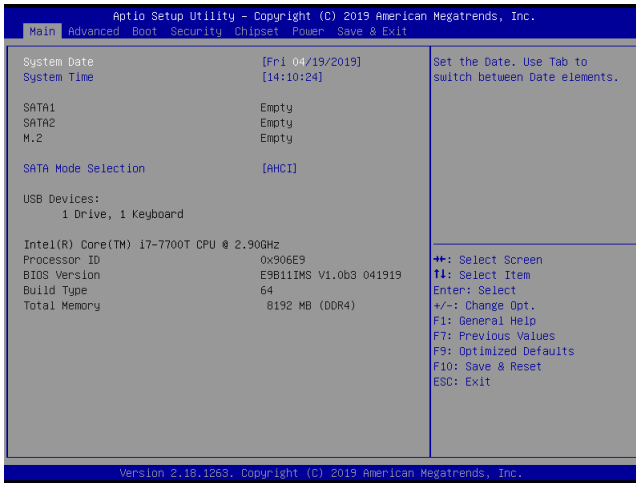 Aptio Setup Utility – Copyright (C) 2019 American Megatrends, Inc.
Main Advanced Boot Security Chipset Power Save & Exit
System Date [Fri 04/19/2019]
System Time [14:10:24]
SATA1 Empty
SATA2 Empty
M.2 Empty
SATA Mode Selection [AHCI]
USB Devices:
1 Drive, 1 Keyboard
Intel(R) Core(TM) i7-7700T CPU @ 2.90GHz
Processor ID 0x906E9
BIOS Version E9B11IMS V1.0b3 041919
Build Type 64
Total Memory 8192 MB (DDR4)
Set the Date. Use Tab to
switch between Date elements.
→←: Select Screen
↑↓: Select Item
Enter: Select
+/-: Change Opt.
F1: General Help
F7: Previous Values
F9: Optimized Defaults
F10: Save & Reset
ESC: Exit
Version 2.18.1263. Copyright (C) 2019 American Megatrends, Inc.